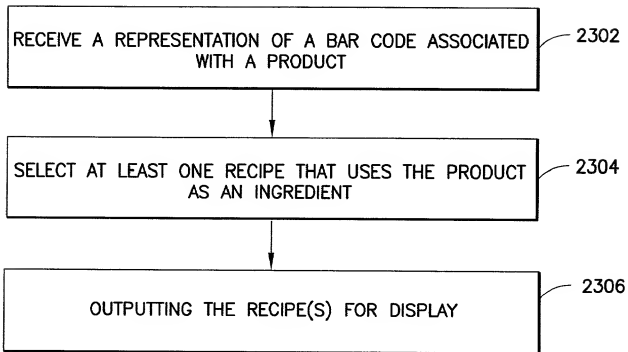 RECEIVE A REPRESENTATION OF A BAR CODE ASSOCIATED
WITH A PRODUCT
2302
SELECT AT LEAST ONE RECIPE THAT USES THE PRODUCT
AS AN INGREDIENT
2304
OUTPUTTING THE RECIPE(S) FOR DISPLAY
2306